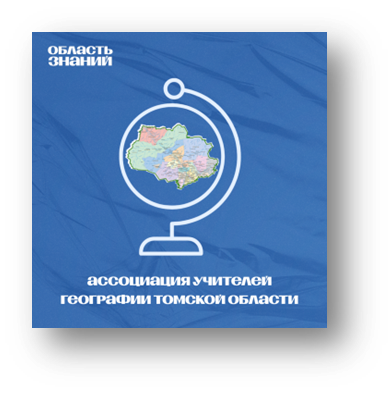 ОБЛАСТЬ
ЗНАНИЙ
АССОЦИАЦИЯ УЧИТЕЛЕЙ
ГЕОГРАФИИ ТОМСКОЙ ОБЛАСТИ